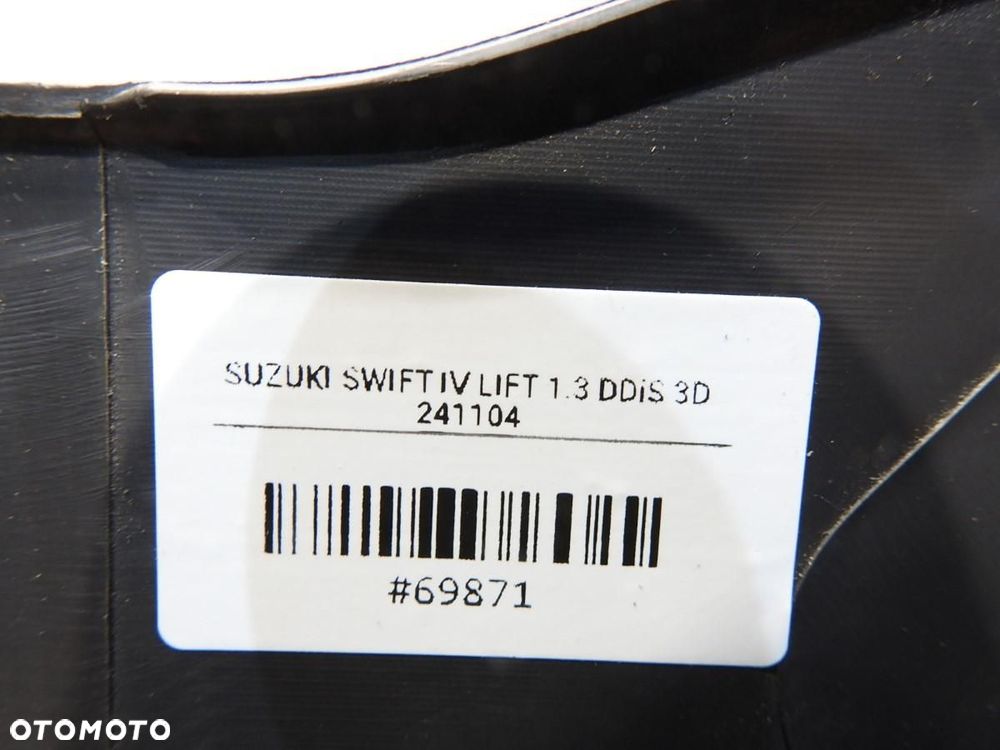 SUZUKI SWIFT IV LIFT 1.3 DDiS 3D
241104
#69871
OTOMOTO